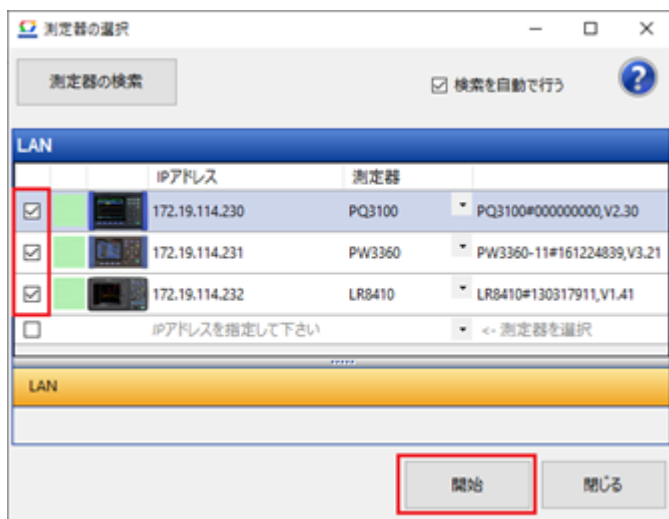 測定器の選択
測定器の検索
検索を自動で行う
?
LAN
IPアドレス 測定器
172.19.114.230 PQ3100 PQ3100#000000000,V2.30
172.19.114.231 PW3360 PW3360-11#161224839,V3.21
172.19.114.232 LR8410 LR8410#130317911,V1.41
IPアドレスを指定して下さい <- 測定器を選択
LAN
開始 閉じる